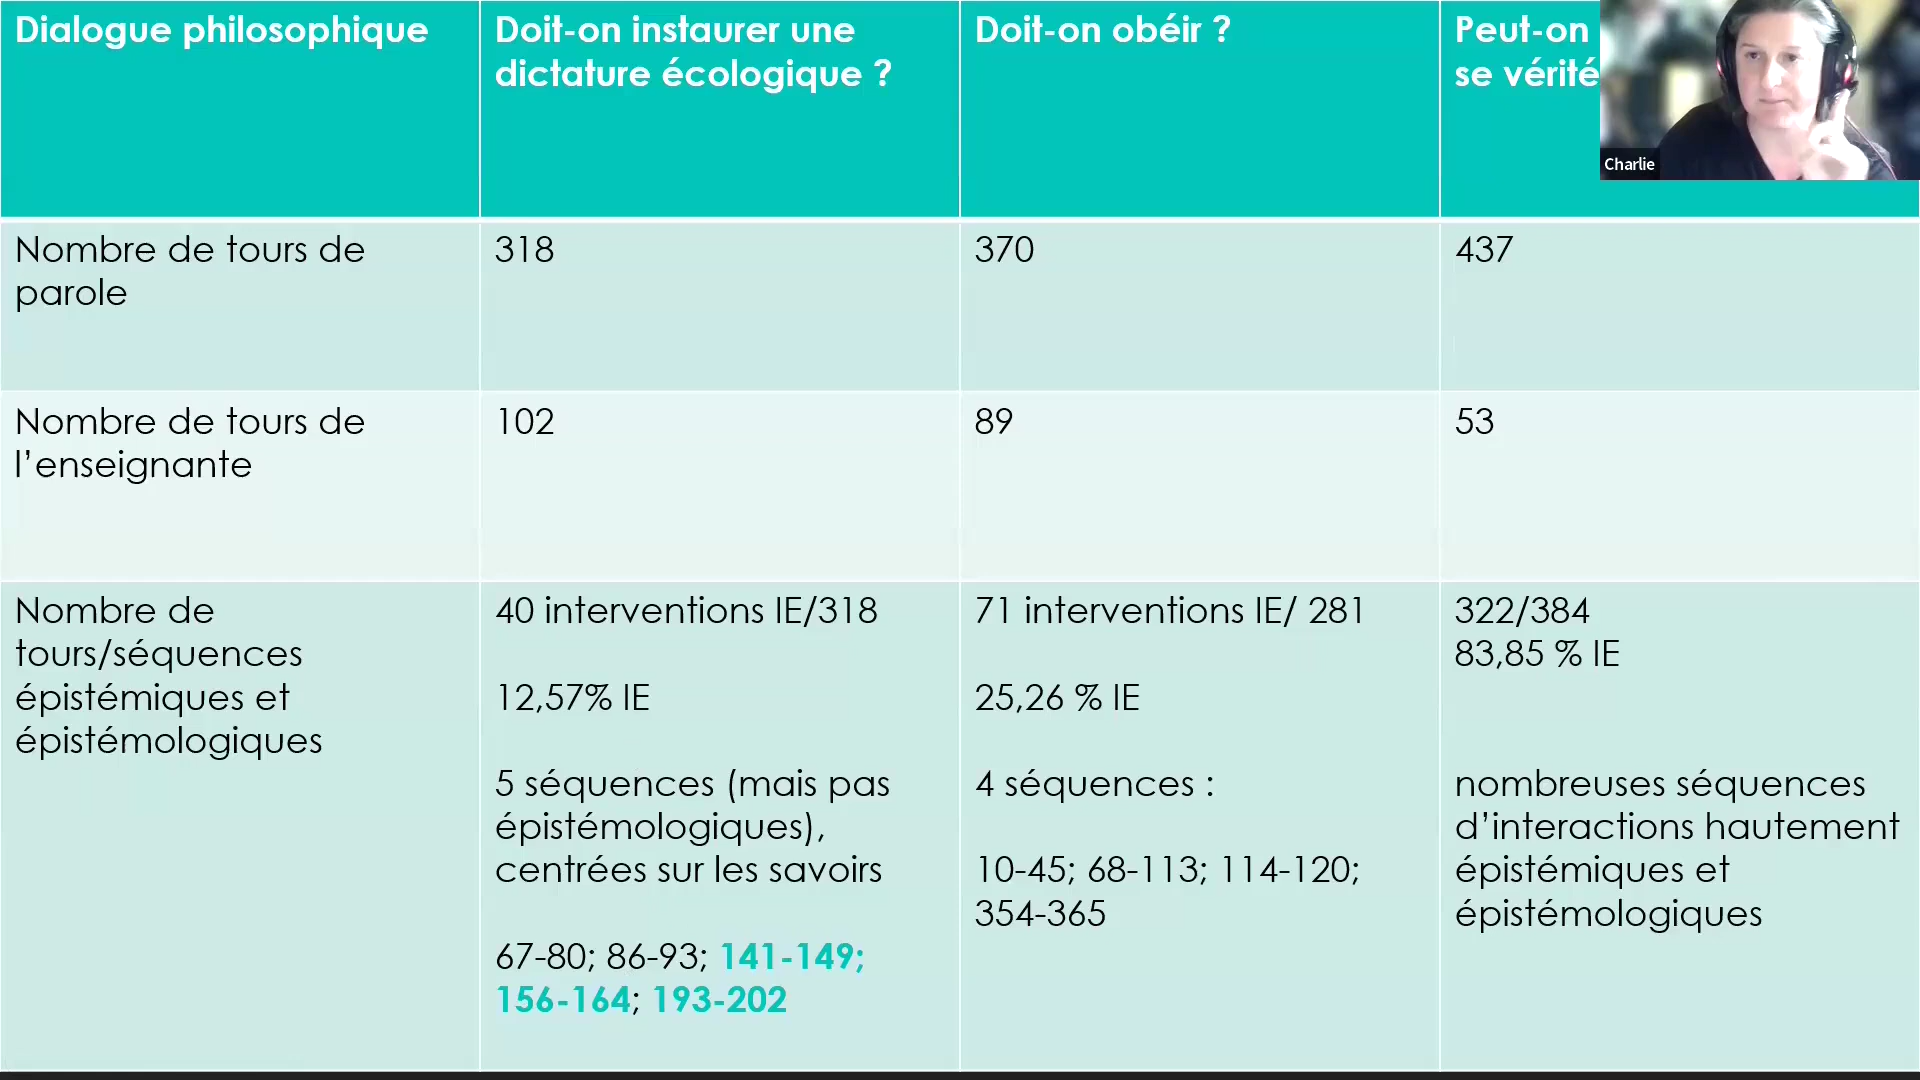 Dialogue philosophique
Doit-on instaurer une
dictature écologique ?
Doit-on obéir ?
Peut-on
se vérité
Charlie
Nombre de tours de
parole
318
370
437
Nombre de tours de
l’enseignante
102
89
53
Nombre de
tours/séquences
épistémiques et
épistémologiques
40 interventions IE/318
12,57% IE
5 séquences (mais pas
épistémologiques),
centrées sur les savoirs
67-80; 86-93; 141-149;
156-164; 193-202
71 interventions IE/ 281
25,26 % IE
4 séquences :
10-45; 68-113; 114-120;
354-365
322/384
83,85 % IE
nombreuses séquences
d’interactions hautement
épistémiques et
épistémologiques